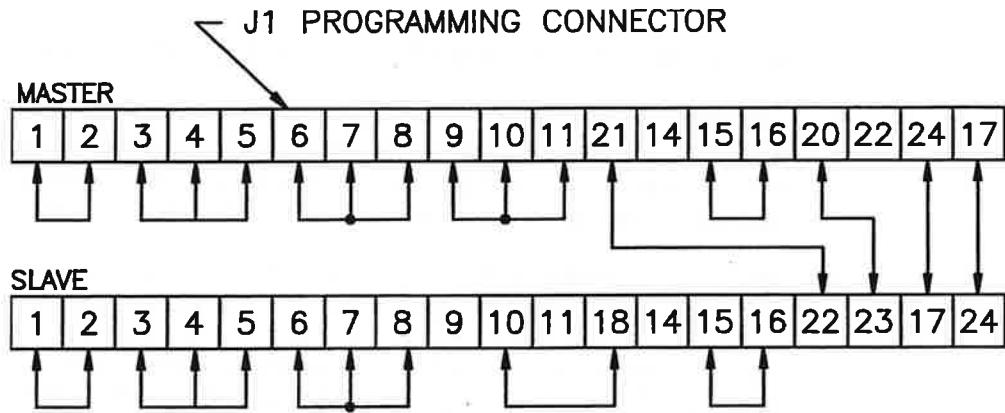 J1 PROGRAMMING CONNECTOR
MASTER
1 2 3 4 5 6 7 8 9 10 11 21 14 15 16 20 22 24 17
SLAVE
1 2 3 4 5 6 7 8 9 10 11 18 14 15 16 22 23 17 24